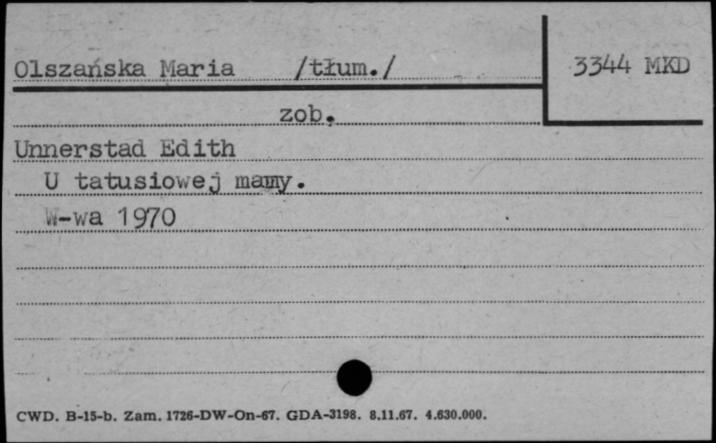 Olszańska Maria /tłum./ 3344 MKD
zob.
Unnerstad Edith
U tatusiowej mamy.
W-wa 1970
CWD. B-15-b. Zam. 1726-DW-On-67. GDA-3198. 8.11.67. 4.630.000.